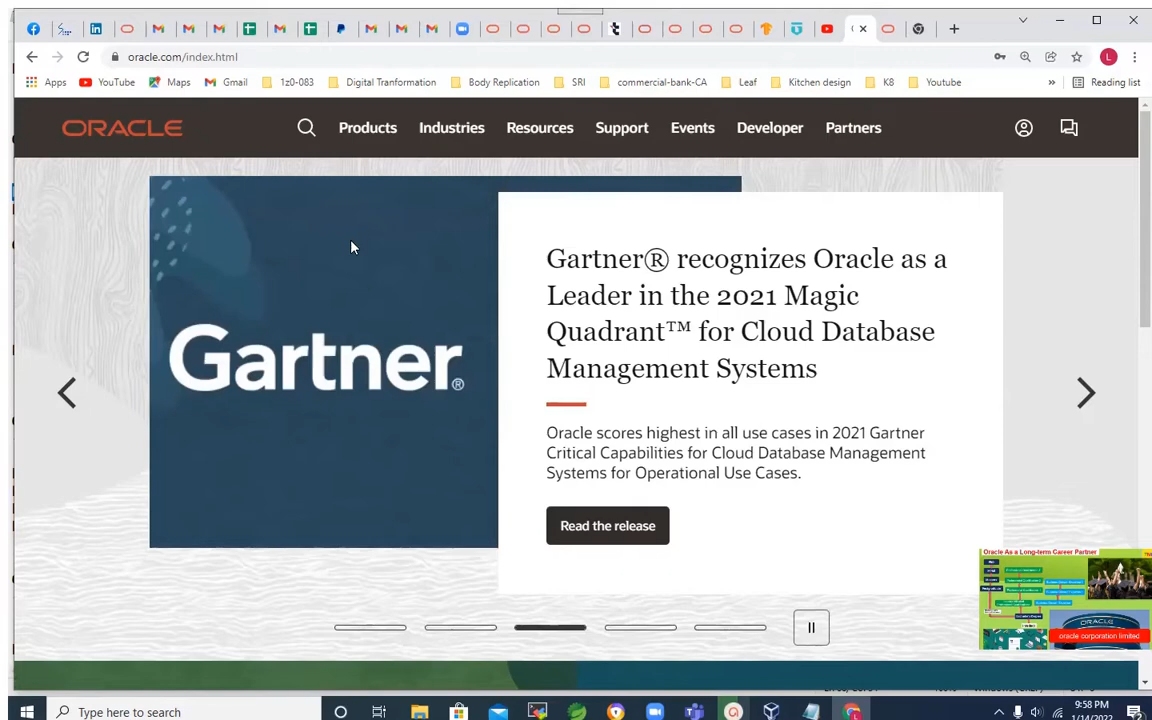 oracle.com/index.html
Apps
YouTube
Maps
Gmail
1z0-083
Digital Tranformation
Body Replication
SRI
commercial-bank-CA
Leaf
Kitchen design
K8
Youtube
»
Reading list
ORACLE
Products
Industries
Resources
Support
Events
Developer
Partners
Gartner®
Gartner® recognizes Oracle as a
Leader in the 2021 Magic
Quadrant™ for Cloud Database
Management Systems
Oracle scores highest in all use cases in 2021 Gartner
Critical Capabilities for Cloud Database Management
Systems for Operational Use Cases.
Read the release
Oracle As a Long-term Career Partner
ORACLE
oracle corporation limited
Type here to search
9:58 PM